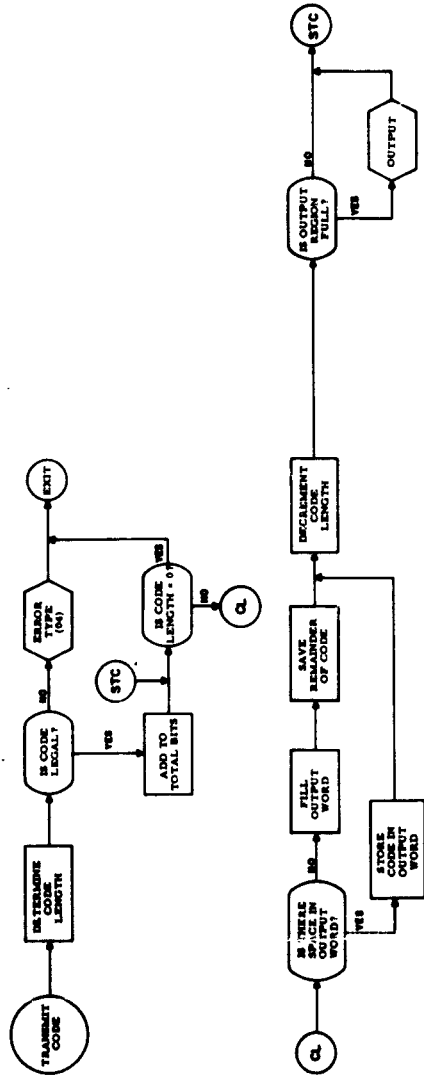 TRANSMIT
CODE
DETERMINE
CODE
LENGTH
IS CODE
LEGAL?
NO
YES
ERROR
TYPE
(04)
EXIT
ADD TO
TOTAL BITS
STC
IS CODE
LENGTH = 0?
YES
NO
CL
CL
IS THERE
SPACE IN
OUTPUT
WORD?
NO
YES
FILL
OUTPUT
WORD
SAVE
REMAINDER
OF CODE
STORE
CODE IN
OUTPUT
WORD
DECREMENT
CODE
LENGTH
IS OUTPUT
REGION
FULL?
NO
YES
OUTPUT
STC